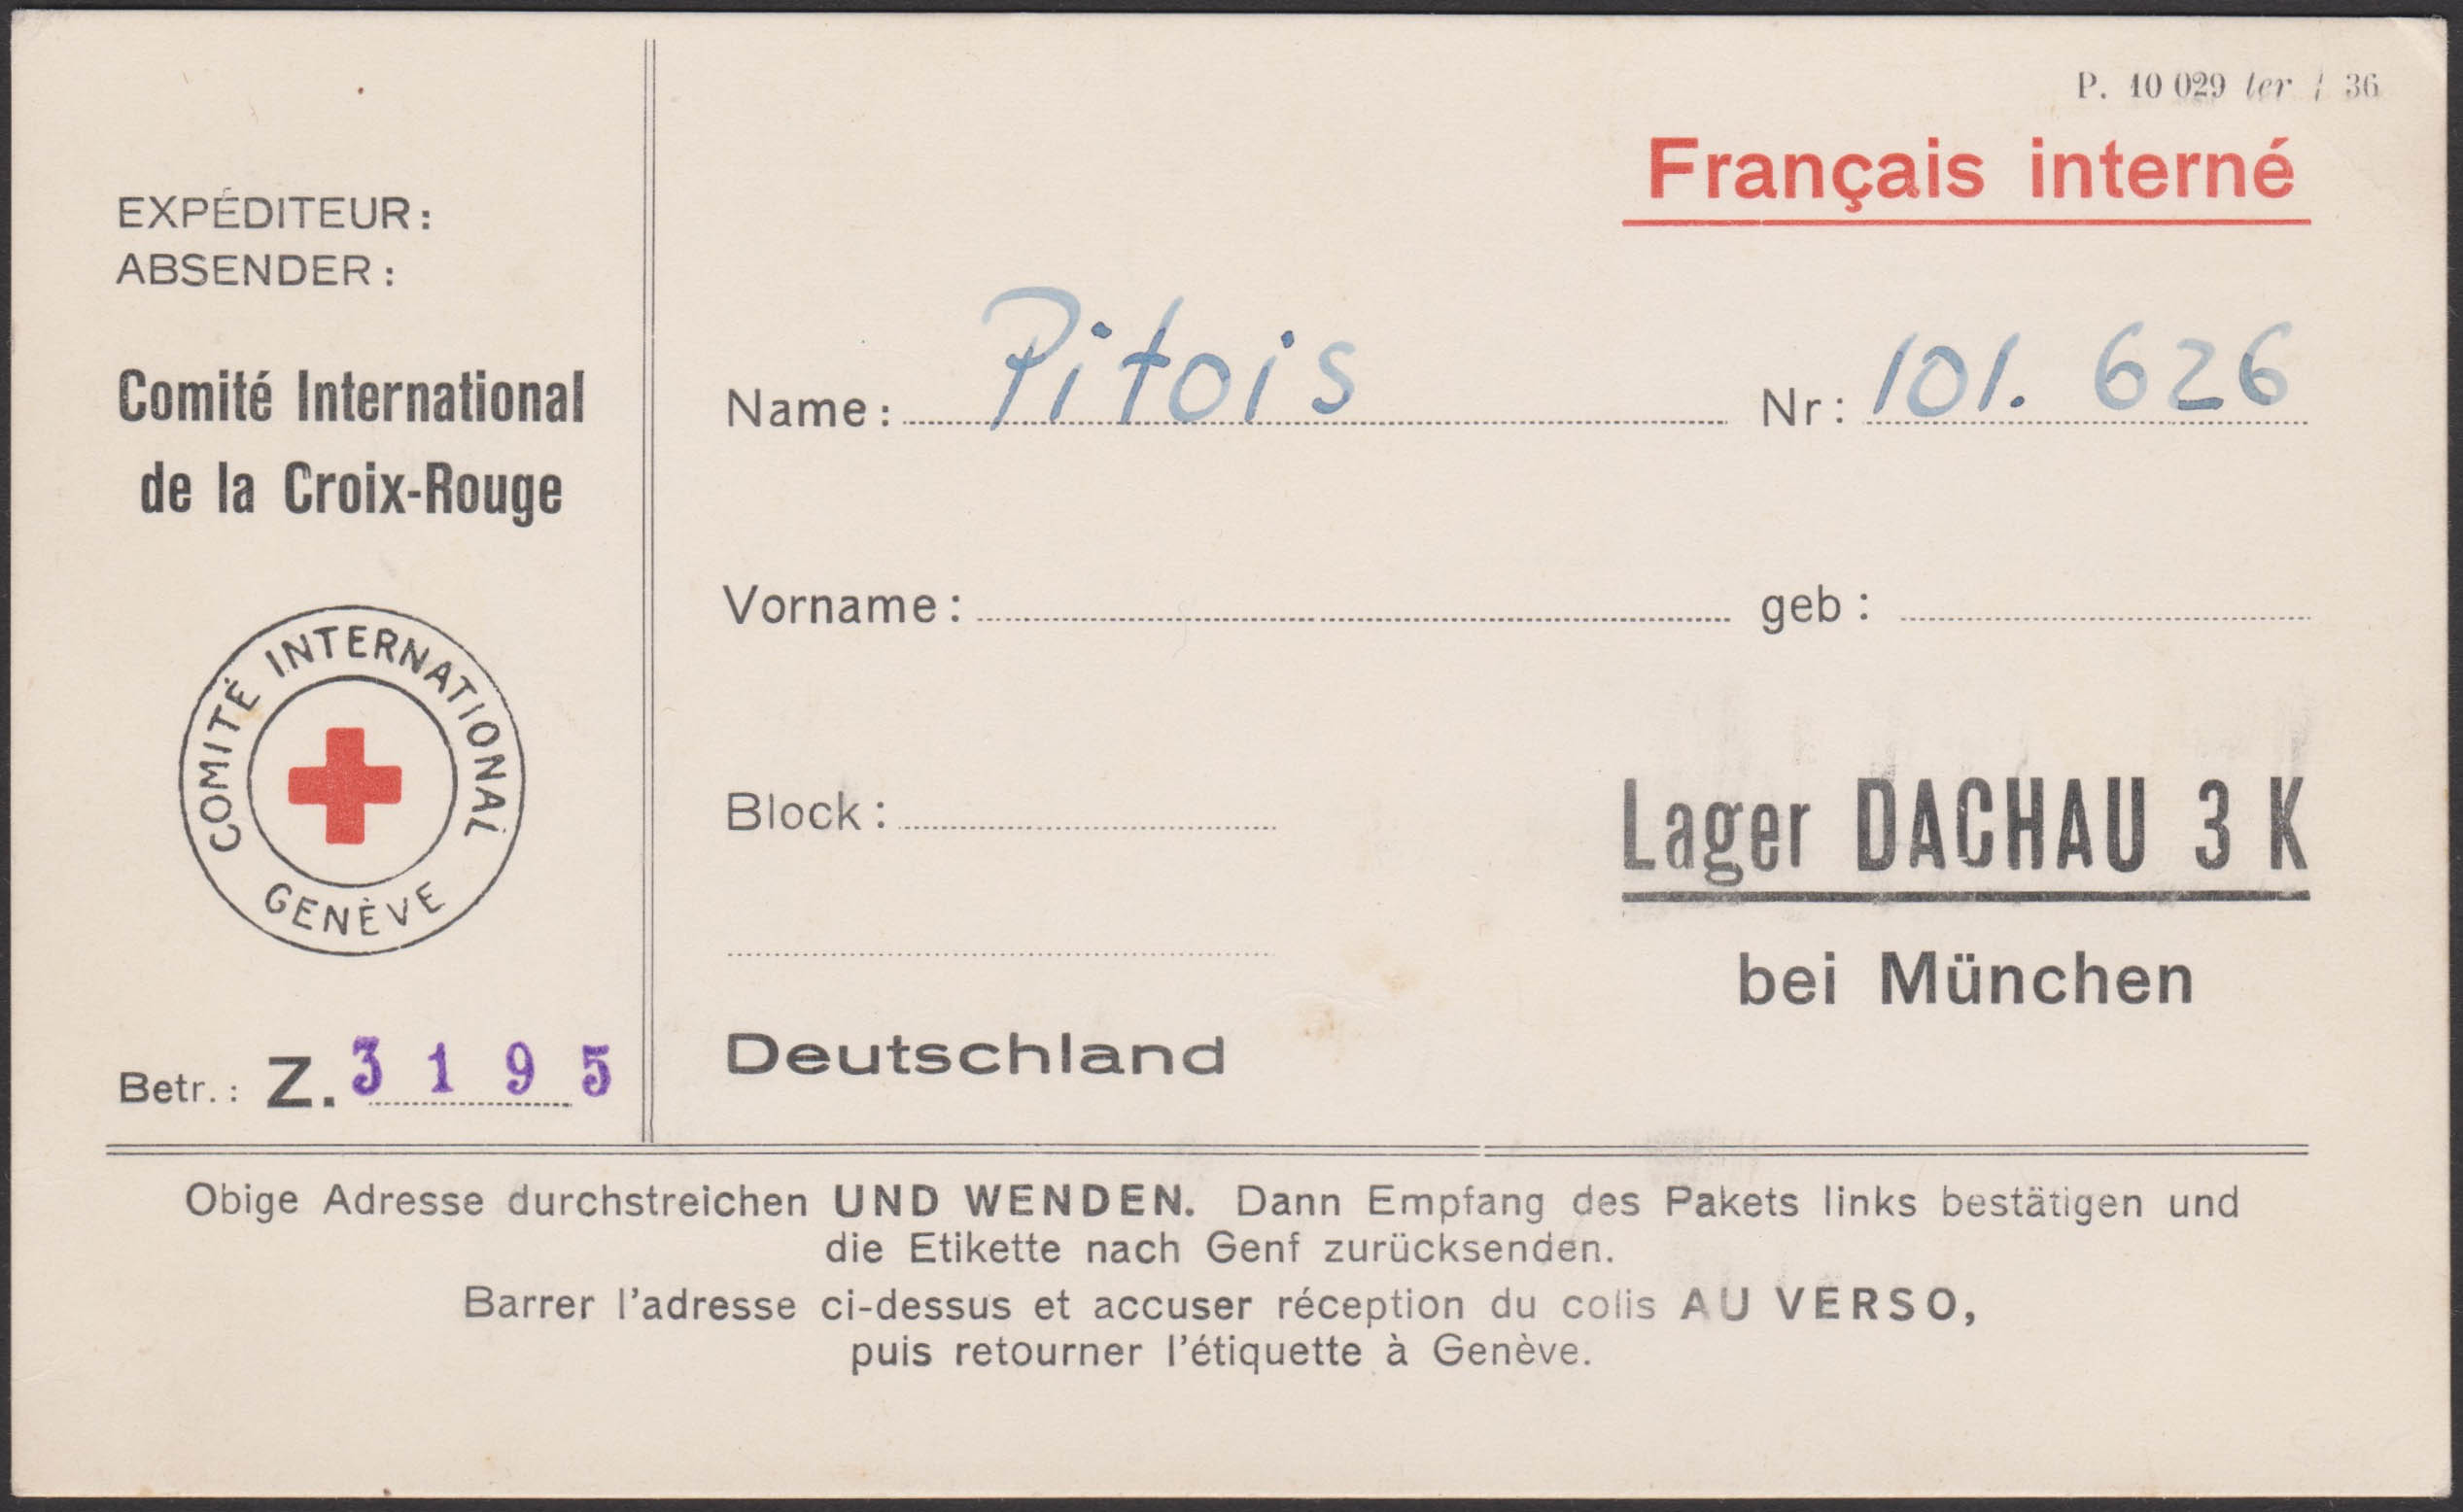 P. 10 029 ter / 36
Français interné
EXPÉDITEUR:
ABSENDER:
Comité International
de la Croix-Rouge
COMITÉ INTERNATIONAL
GENÈVE
Betr.: Z. 3195
Name: Pitois Nr: 101. 626
Vorname: geb:
Block:
Lager DACHAU 3 K
bei München
Deutschland
Obige Adresse durchstreichen UND WENDEN. Dann Empfang des Pakets links bestätigen und
die Etikette nach Genf zurücksenden.
Barrer l'adresse ci-dessus et accuser réception du colis AU VERSO,
puis retourner l'étiquette à Genève.